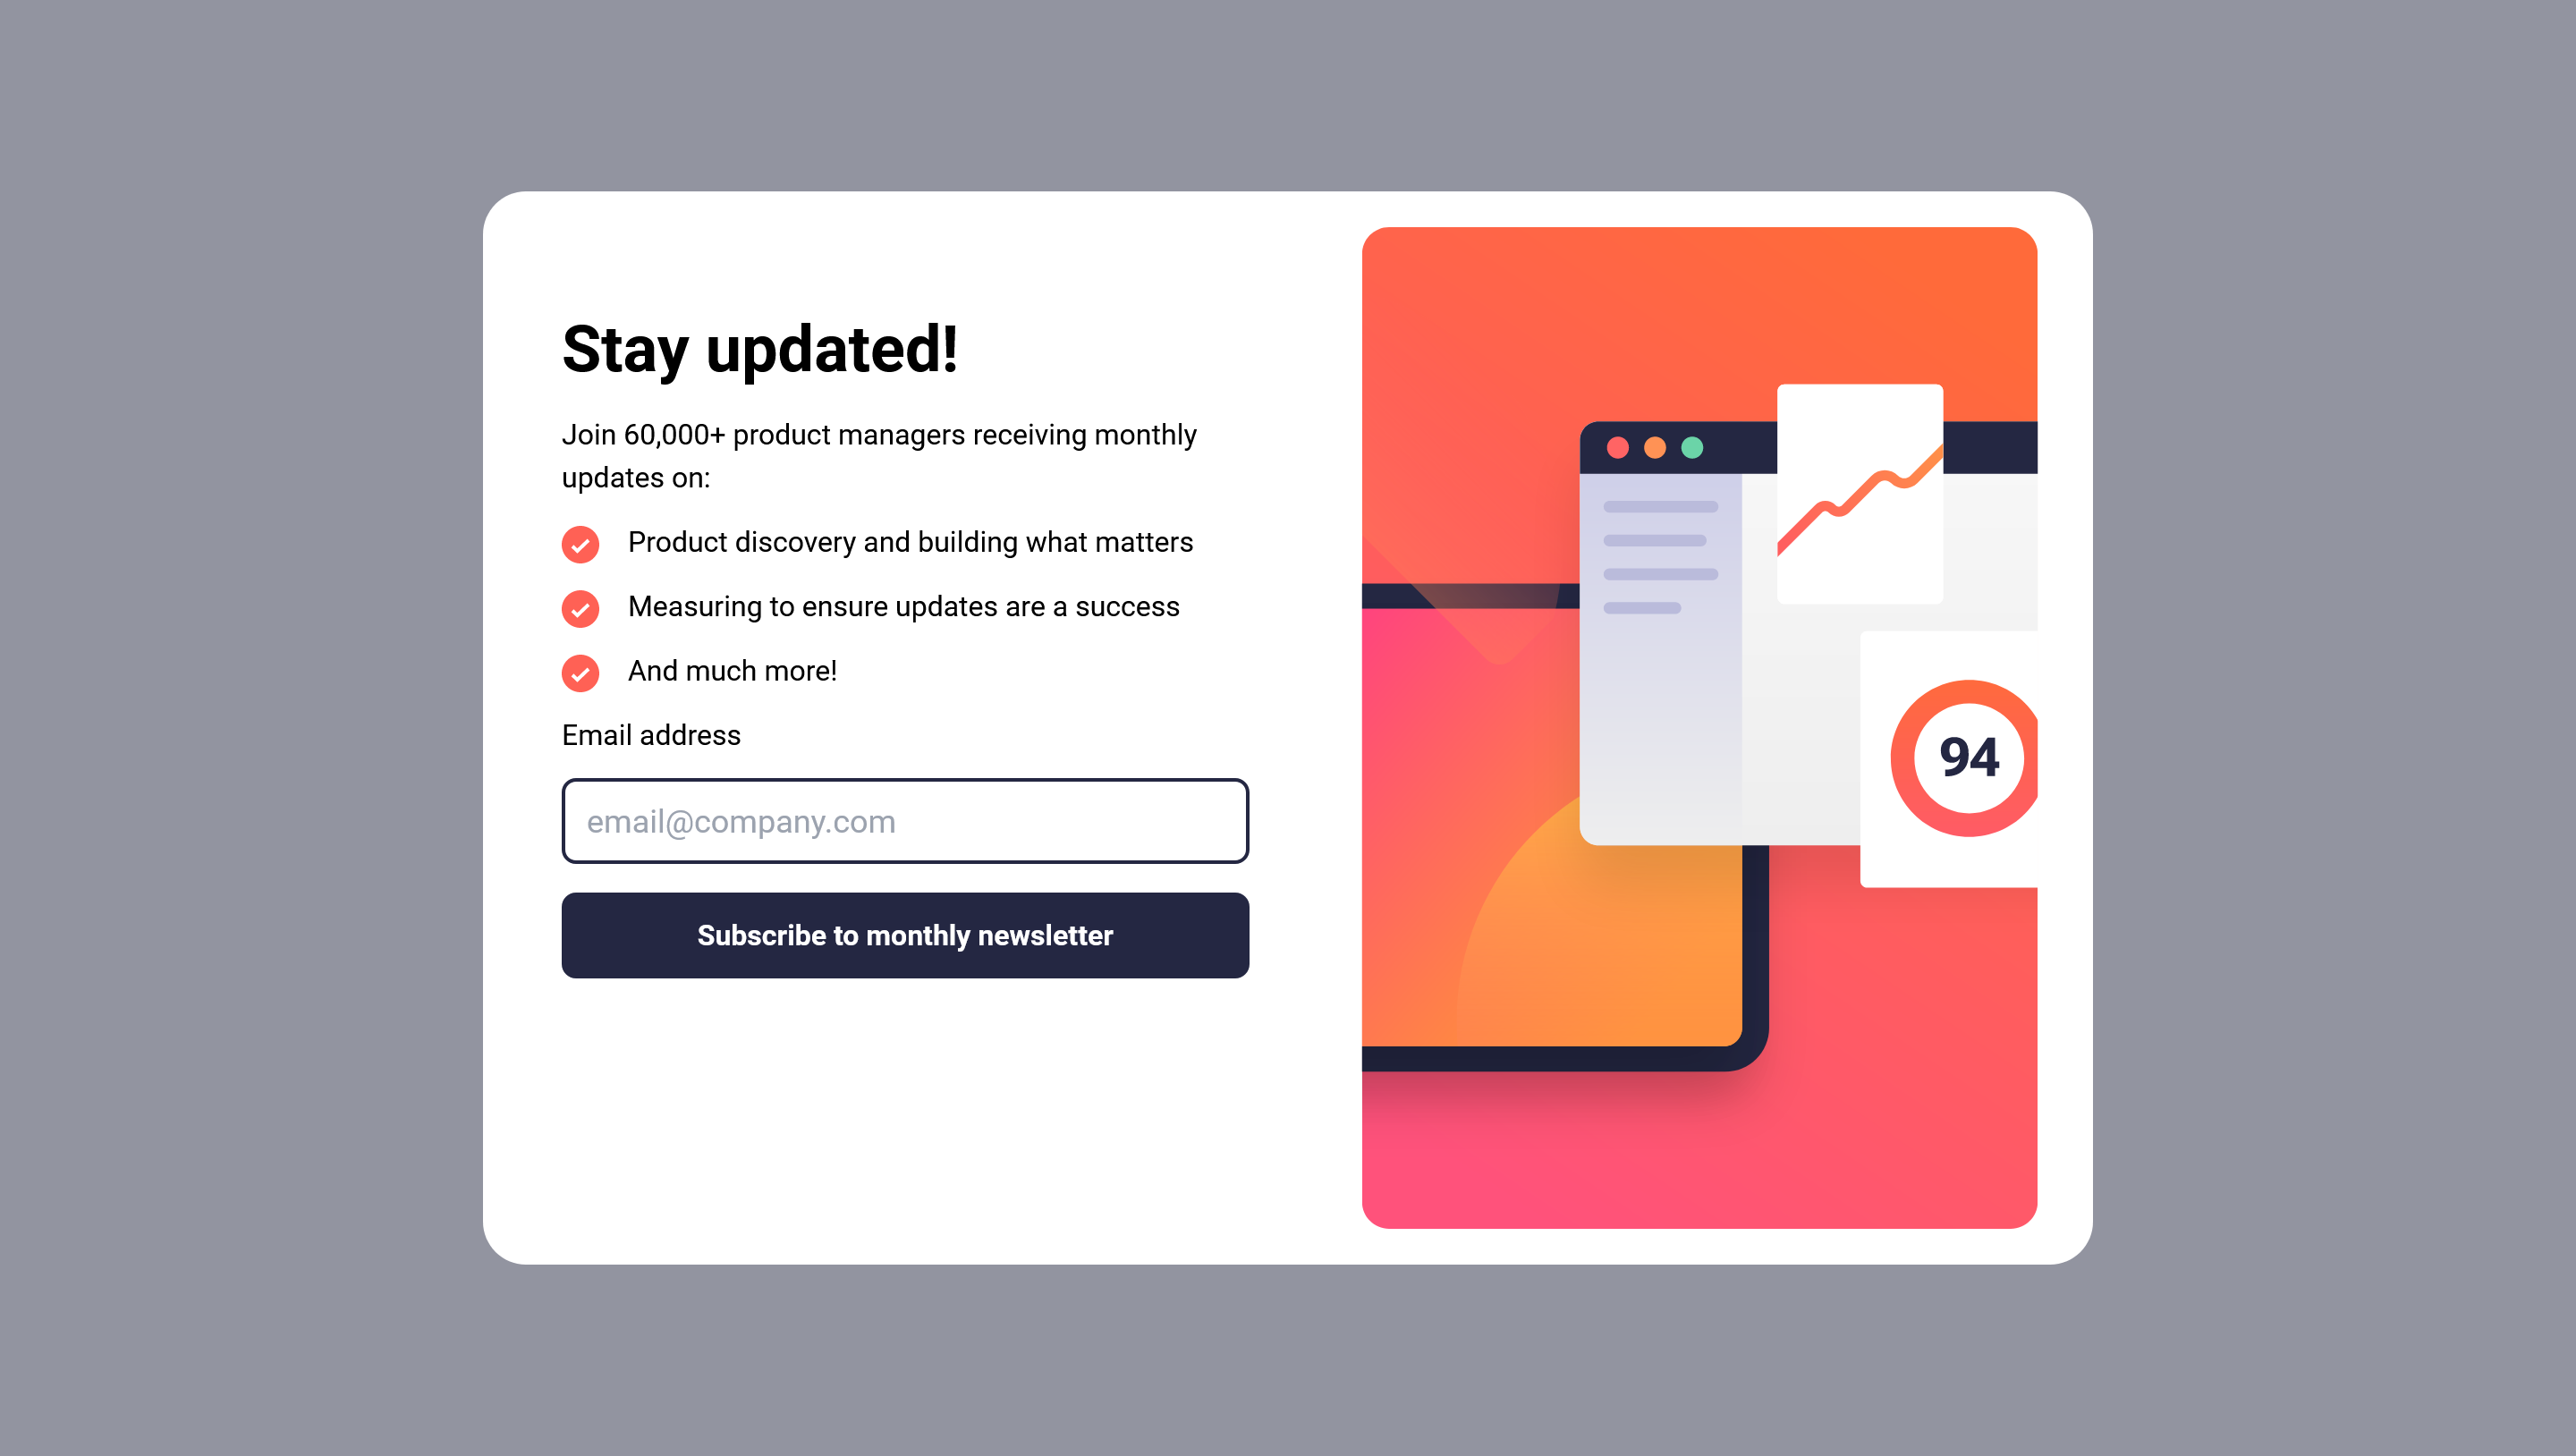 Stay updated!
Join 60,000+ product managers receiving monthly
updates on:
Product discovery and building what matters
Measuring to ensure updates are a success
And much more!
Email address
email@company.com
Subscribe to monthly newsletter
94